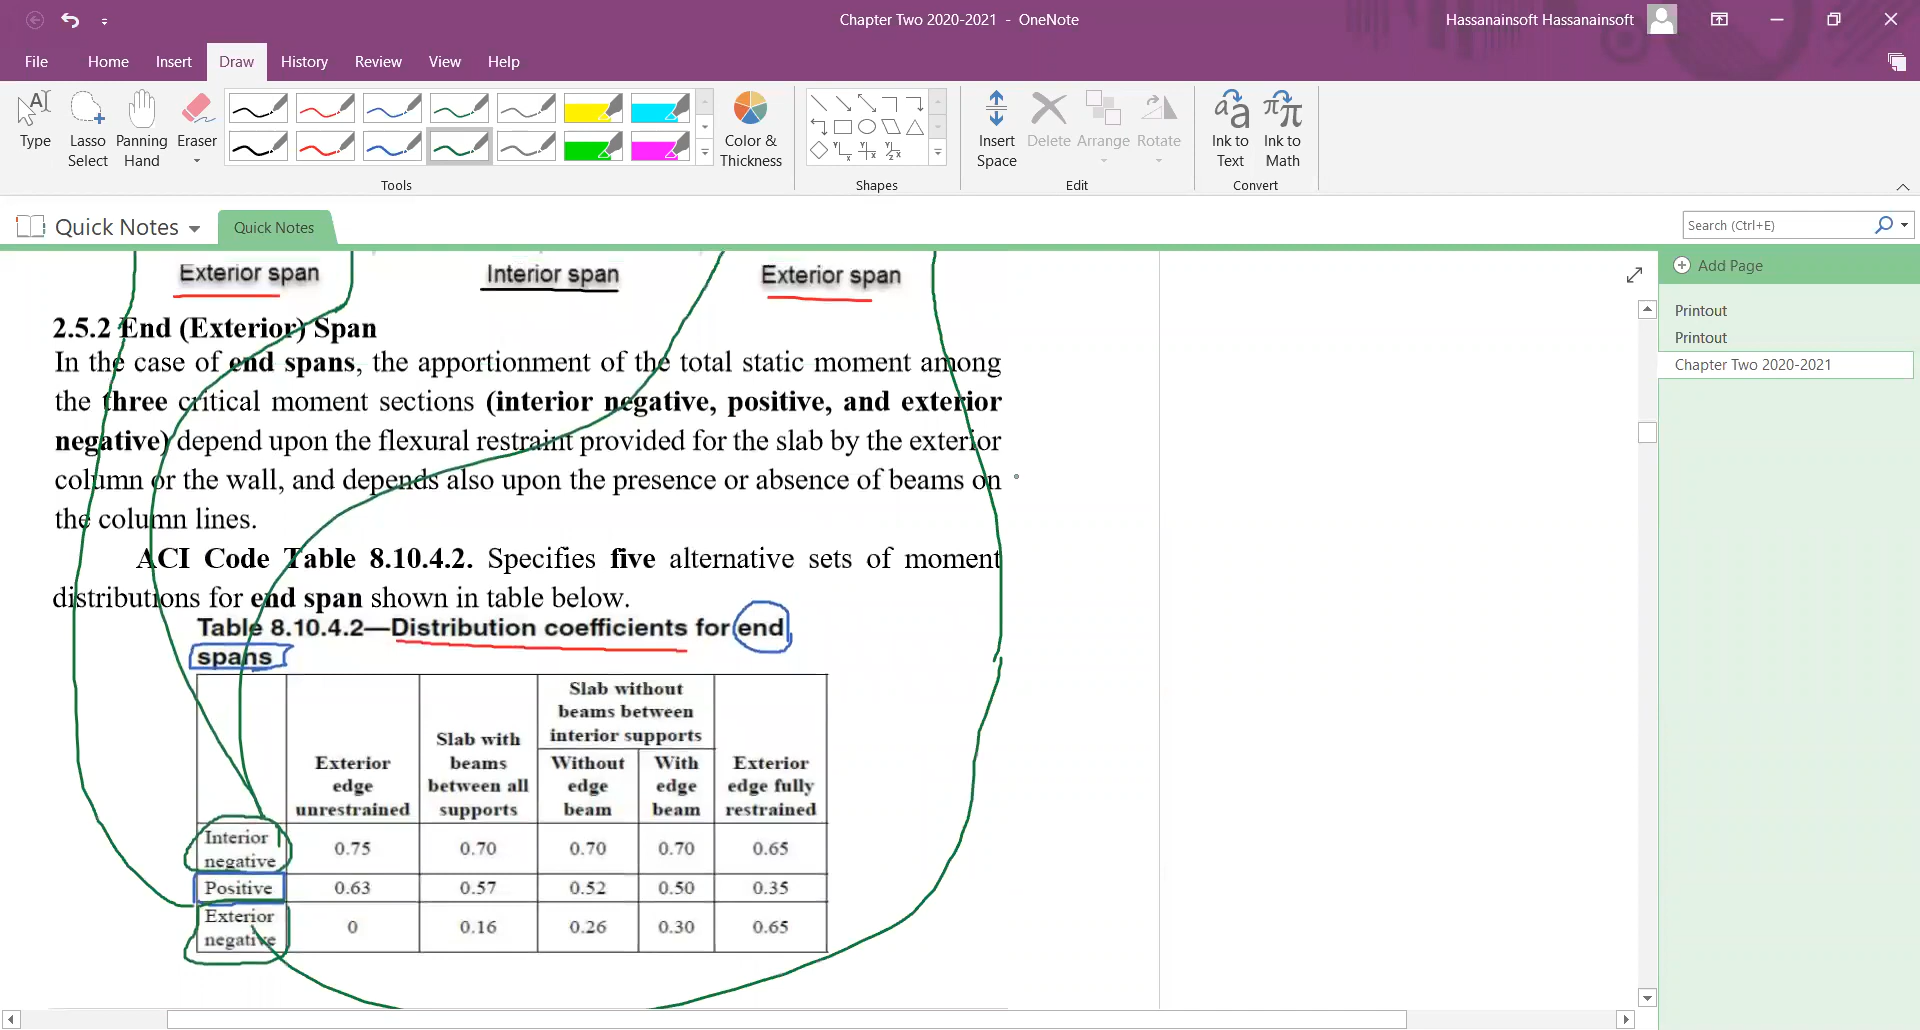 Chapter Two 2020-2021 - OneNote
Hassanainsoft Hassanainsoft
File Home Insert Draw History Review View Help
Type
Lasso Select
Panning Hand
Eraser
Color & Thickness
Insert Space
Delete
Arrange
Rotate
Ink to Text
Ink to Math
Tools
Shapes
Edit
Convert
Quick Notes
Quick Notes
Search (Ctrl+E)
Add Page
Printout
Printout
Chapter Two 2020-2021
Exterior span Interior span Exterior span
2.5.2 End (Exterior) Span
In the case of end spans, the apportionment of the total static moment among
the three critical moment sections (interior negative, positive, and exterior
negative) depend upon the flexural restraint provided for the slab by the exterior
column or the wall, and depends also upon the presence or absence of beams on
the column lines.
ACI Code Table 8.10.4.2. Specifies five alternative sets of moment
distributions for end span shown in table below.
Table 8.10.4.2—Distribution coefficients for end
spans
Exterior edge unrestrained
Slab with beams between all supports
Slab without beams between interior supports
Without edge beam
With edge beam
Exterior edge fully restrained
Interior negative 0.75 0.70 0.70 0.70 0.65
Positive 0.63 0.57 0.52 0.50 0.35
Exterior negative 0 0.16 0.26 0.30 0.65